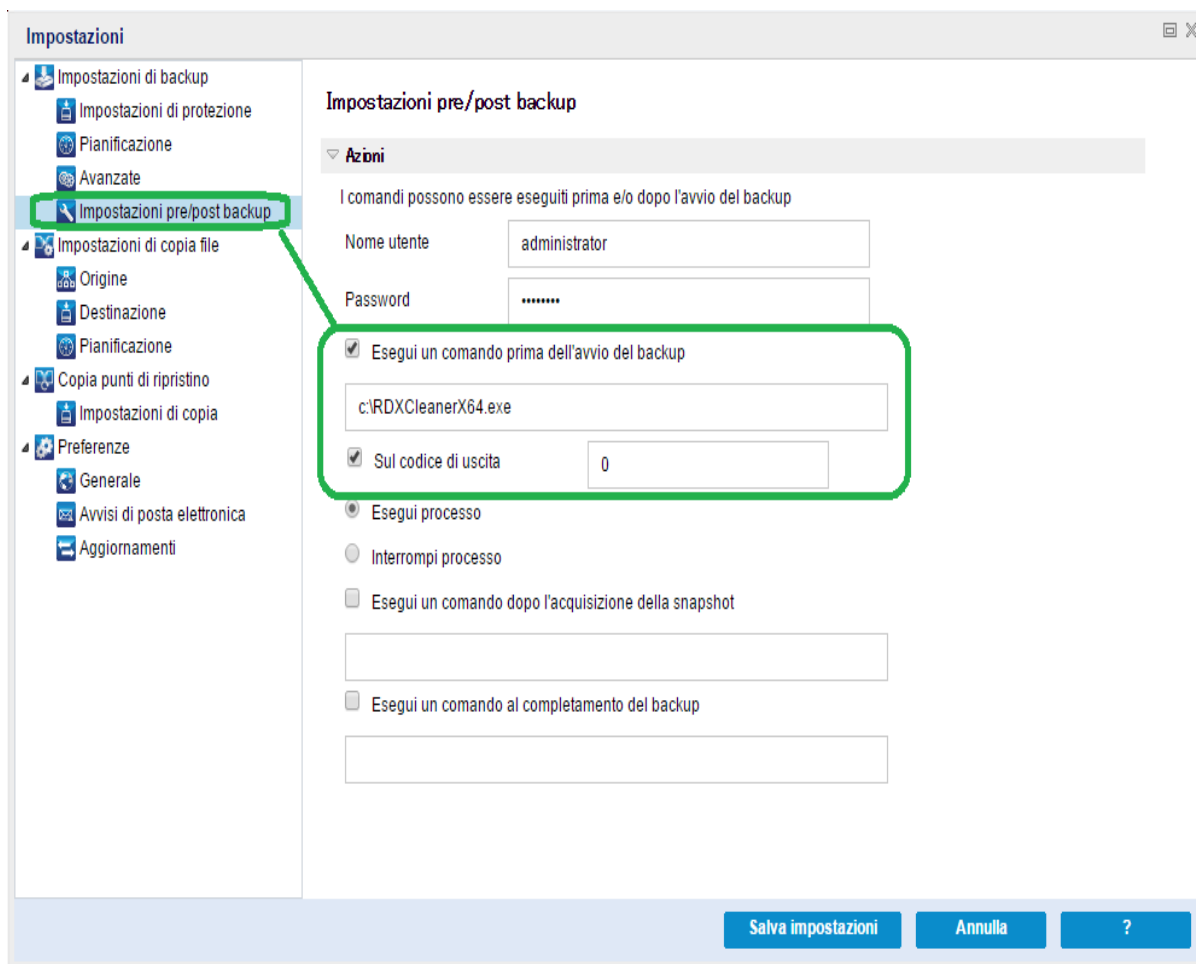 Impostazioni
Impostazioni di backup
Impostazioni di protezione
Pianificazione
Avanzate
Impostazioni pre/post backup
Impostazioni di copia file
Origine
Destinazione
Pianificazione
Copia punti di ripristino
Impostazioni di copia
Preferenze
Generale
Avvisi di posta elettronica
Aggiornamenti
Impostazioni pre/post backup
Azioni
I comandi possono essere eseguiti prima e/o dopo l'avvio del backup
Nome utente administrator
Password ••••••••
Esegui un comando prima dell'avvio del backup
c:\RDXCleanerX64.exe
Sul codice di uscita 0
Esegui processo
Interrompi processo
Esegui un comando dopo l'acquisizione della snapshot
Esegui un comando al completamento del backup
Salva impostazioni Annulla ?